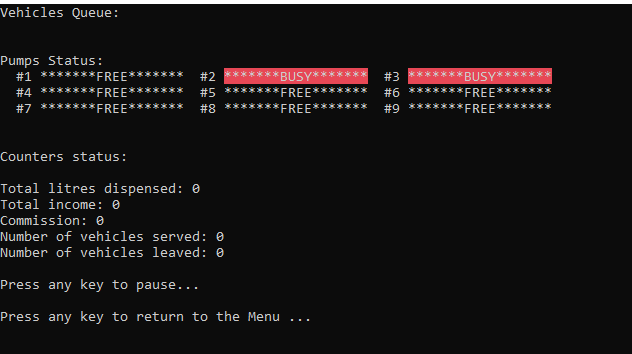 Vehicles Queue:
Pumps Status:
#1 *******FREE******* #2 *******BUSY******* #3 *******BUSY*******
#4 *******FREE******* #5 *******FREE******* #6 *******FREE*******
#7 *******FREE******* #8 *******FREE******* #9 *******FREE*******
Counters status:
Total litres dispensed: 0
Total income: 0
Commission: 0
Number of vehicles served: 0
Number of vehicles leaved: 0
Press any key to pause...
Press any key to return to the Menu ...